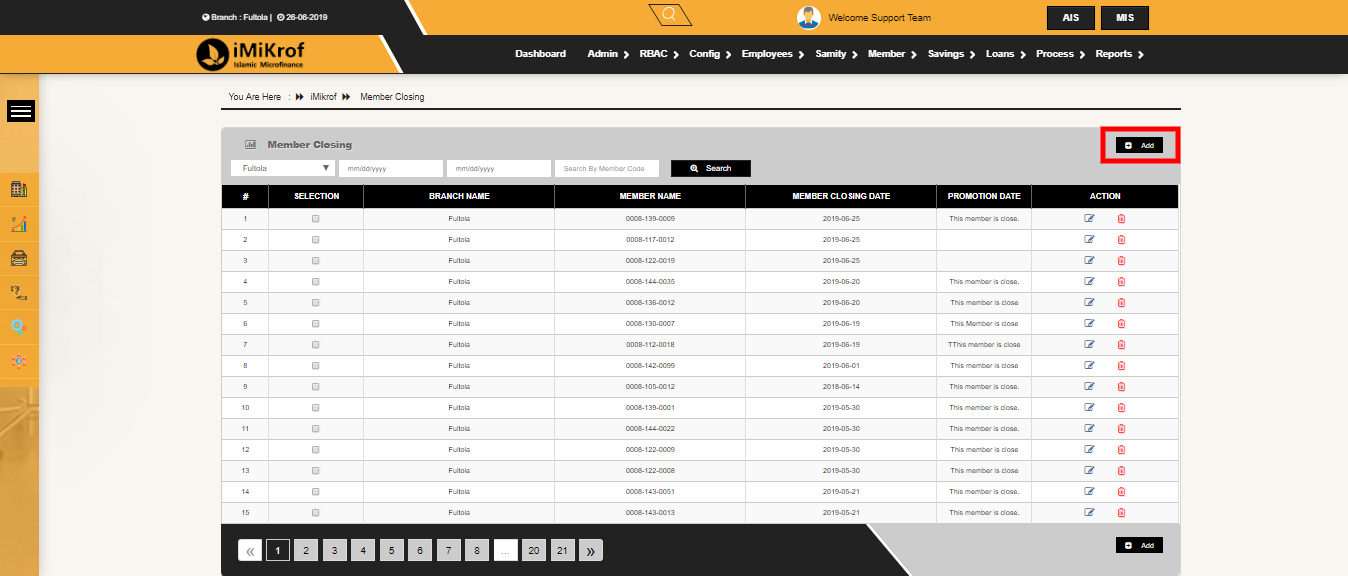 Branch : Fultola | 26-06-2019
Welcome Support Team
AIS
MIS
iMiKrof
Islamic Microfinance
Dashboard Admin RBAC Config Employees Samity Member Savings Loans Process Reports
You Are Here : iMikrof Member Closing
Member Closing
Add
Fultola mm/dd/yyyy mm/dd/yyyy Search By Member Code Search
# SELECTION BRANCH NAME MEMBER NAME MEMBER CLOSING DATE PROMOTION DATE ACTION
1 Fultola 0008-139-0009 2019-06-25 This member is close.
2 Fultola 0008-117-0012 2019-06-25
3 Fultola 0008-122-0019 2019-06-25
4 Fultola 0008-144-0035 2019-06-20 This member is close.
5 Fultola 0008-136-0012 2019-06-20 This member is close
6 Fultola 0008-130-0007 2019-06-19 This Member is close
7 Fultola 0008-112-0018 2019-06-19 TThis member is close
8 Fultola 0008-142-0099 2019-06-01 This member is close
9 Fultola 0008-105-0012 2018-06-14 This member is close.
10 Fultola 0008-139-0001 2019-05-30 This member is close.
11 Fultola 0008-144-0022 2019-05-30 This member is close.
12 Fultola 0008-122-0009 2019-05-30 This member is close
13 Fultola 0008-122-0008 2019-05-30 This member is close
14 Fultola 0008-143-0051 2019-05-21 This member is close.
15 Fultola 0008-143-0013 2019-05-21 This member is close.
« 1 2 3 4 5 6 7 8 ... 20 21 »
Add